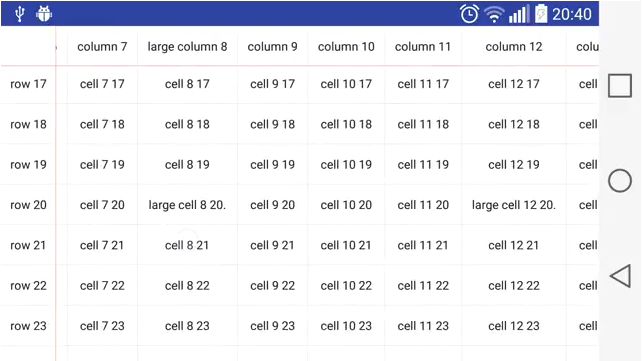 20:40
column 7 large column 8 column 9 column 10 column 11 column 12
row 17 cell 7 17 cell 8 17 cell 9 17 cell 10 17 cell 11 17 cell 12 17 cell
row 18 cell 7 18 cell 8 18 cell 9 18 cell 10 18 cell 11 18 cell 12 18 cell
row 19 cell 7 19 cell 8 19 cell 9 19 cell 10 19 cell 11 19 cell 12 19 cell
row 20 cell 7 20 large cell 8 20. cell 9 20 cell 10 20 cell 11 20 large cell 12 20. cell
row 21 cell 7 21 cell 8 21 cell 9 21 cell 10 21 cell 11 21 cell 12 21 cell
row 22 cell 7 22 cell 8 22 cell 9 22 cell 10 22 cell 11 22 cell 12 22 cell
row 23 cell 7 23 cell 8 23 cell 9 23 cell 10 23 cell 11 23 cell 12 23 cell